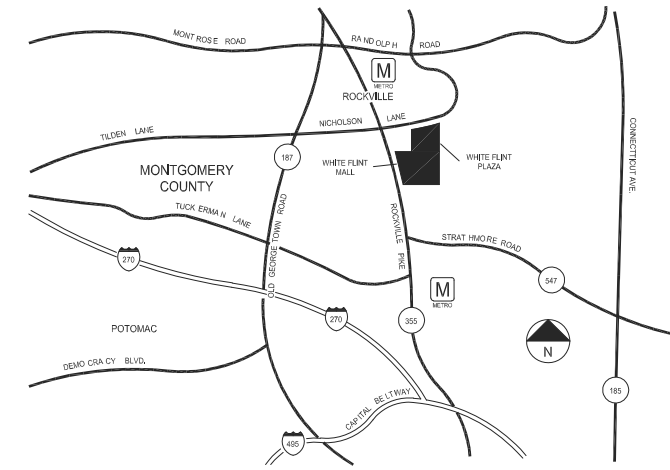 MONTROSE ROAD
RANDOLPH ROAD
M
METRO
ROCKVILLE
NICHOLSON LANE
TILDEN LANE
187
WHITE FLINT
MALL
WHITE FLINT
PLAZA
CONNECTICUT AVE.
MONTGOMERY
COUNTY
TUCKERMAN LANE
OLD GEORGETOWN ROAD
ROCKVILLE PIKE
STRATHMORE ROAD
270
547
M
METRO
270
355
POTOMAC
N
DEMOCRACY BLVD.
185
CAPITAL BELTWAY
495